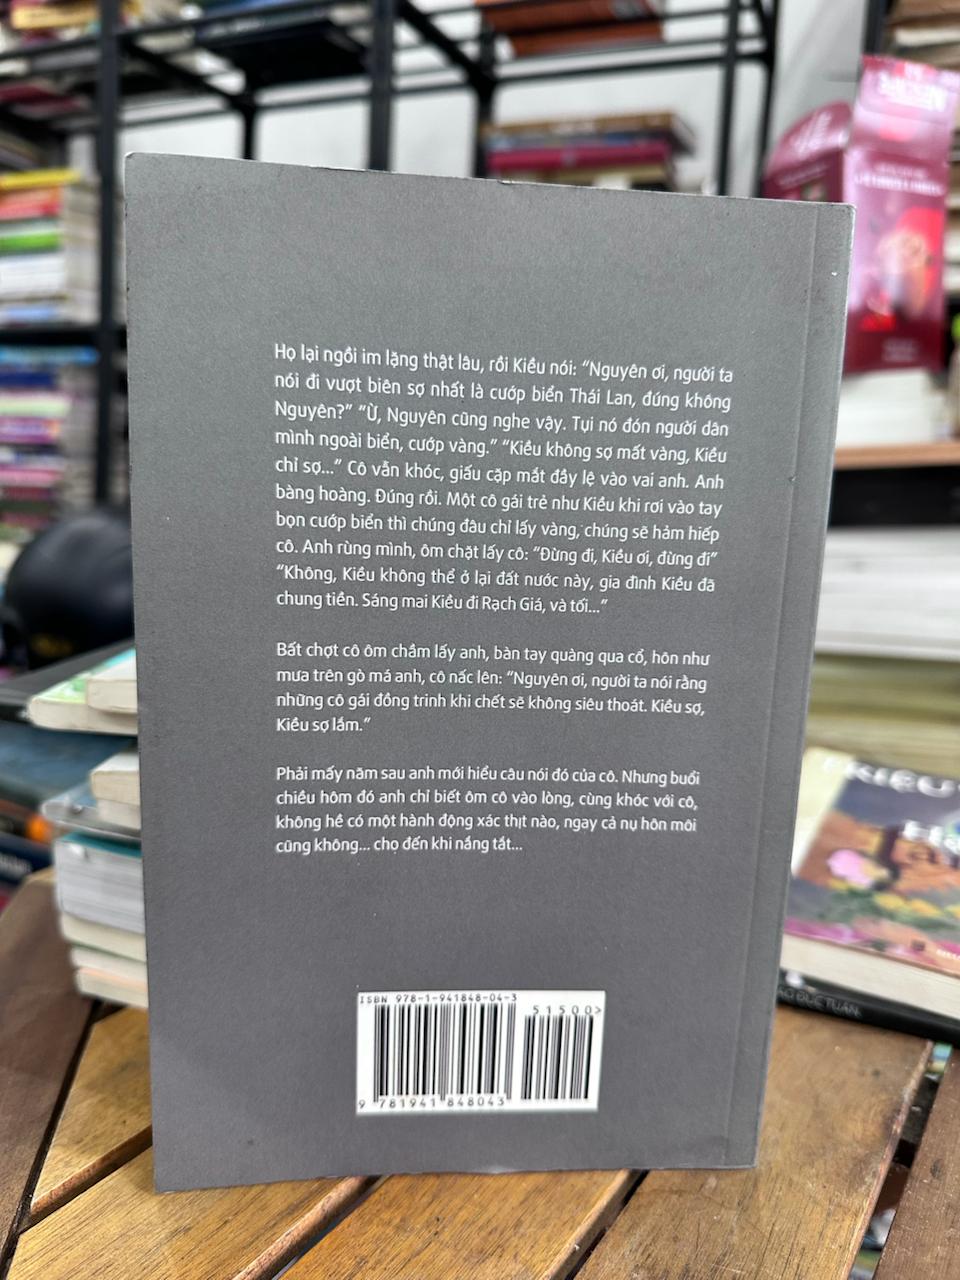 Họ lại ngồi im lặng thật lâu, rồi Kiều nói: “Nguyên ơi, người ta
nói đi vượt biên sợ nhất là cướp biển Thái Lan, đúng không
Nguyên?” “Ừ, Nguyên cũng nghe vậy. Tụi nó đón người dân
mình ngoài biển, cướp vàng.” “Kiều không sợ mất vàng, Kiều
chỉ sợ...” Cô vẫn khóc, giấu cặp mắt đầy lệ vào vai anh. Anh
bàng hoàng. Đúng rồi. Một cô gái trẻ như Kiều khi rơi vào tay
bọn cướp biển thì chúng đâu chỉ lấy vàng, chúng sẽ hảm hiếp
cô. Anh rùng mình, ôm chặt lấy cô: “Đừng đi, Kiều ơi, đừng đi”
“Không, Kiều không thể ở lại đất nước này, gia đình Kiều đã
chung tiền. Sáng mai Kiều đi Rạch Giá, và tối...”
Bất chợt cô ôm chầm lấy anh, bàn tay quàng qua cổ, hôn như
mưa trên gò má anh, cô nấc lên: “Nguyên ơi, người ta nói rằng
những cô gái đồng trinh khi chết sẽ không siêu thoát. Kiều sợ,
Kiều sợ lắm.”
Phải mấy năm sau anh mới hiểu câu nói đó của cô. Nhưng buổi
chiều hôm đó anh chỉ biết ôm cô vào lòng, cùng khóc với cô,
không hề có một hành động xác thịt nào, ngay cả nụ hôn môi
cũng không... cho đến khi nắng tắt...
ISBN 978-1-941848-04-3
51500>
9 781941 848043